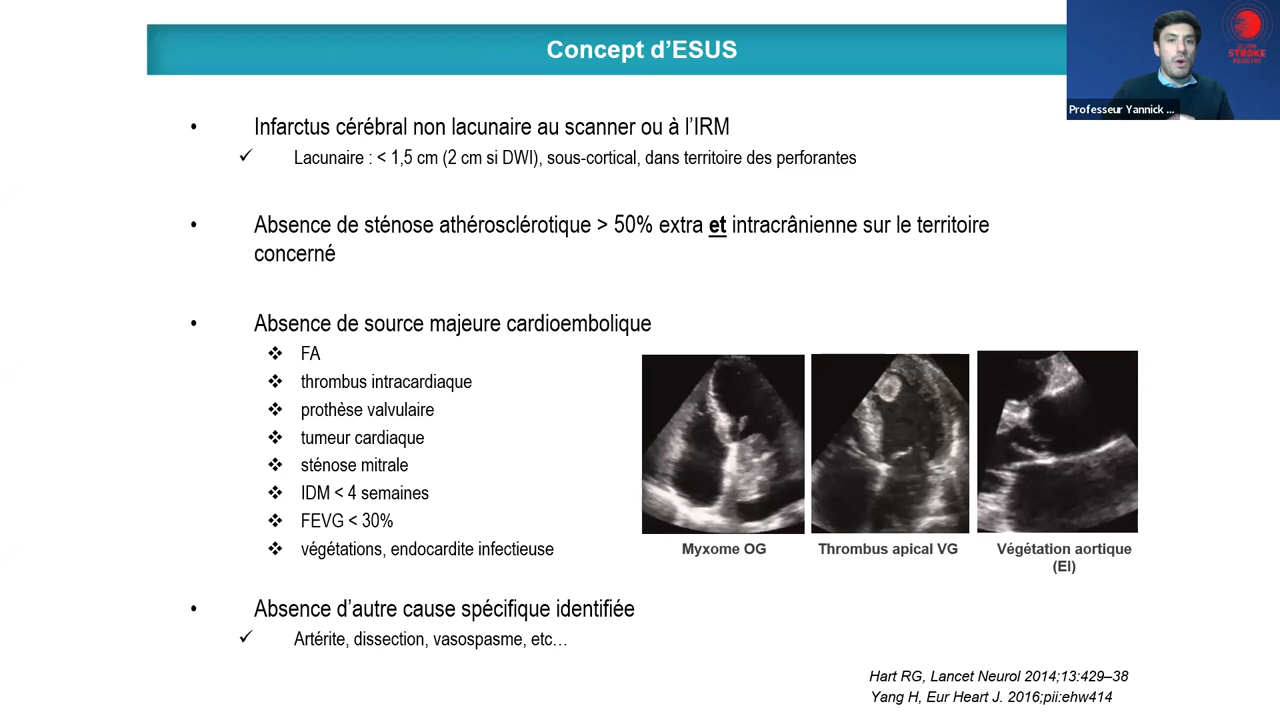 Concept d’ESUS
DIJON
STROKE
REGISTRY
Professeur Yannick ...
• Infarctus cérébral non lacunaire au scanner ou à l’IRM
✓ Lacunaire : < 1,5 cm (2 cm si DWI), sous-cortical, dans territoire des perforantes
• Absence de sténose athérosclérotique > 50% extra et intracrânienne sur le territoire
concerné
• Absence de source majeure cardioembolique
❖ FA
❖ thrombus intracardiaque
❖ prothèse valvulaire
❖ tumeur cardiaque
❖ sténose mitrale
❖ IDM < 4 semaines
❖ FEVG < 30%
❖ végétations, endocardite infectieuse
Myxome OG
Thrombus apical VG
Végétation aortique
(EI)
• Absence d’autre cause spécifique identifiée
✓ Artérite, dissection, vasospasme, etc…
Hart RG, Lancet Neurol 2014;13:429–38
Yang H, Eur Heart J. 2016;pii:ehw414